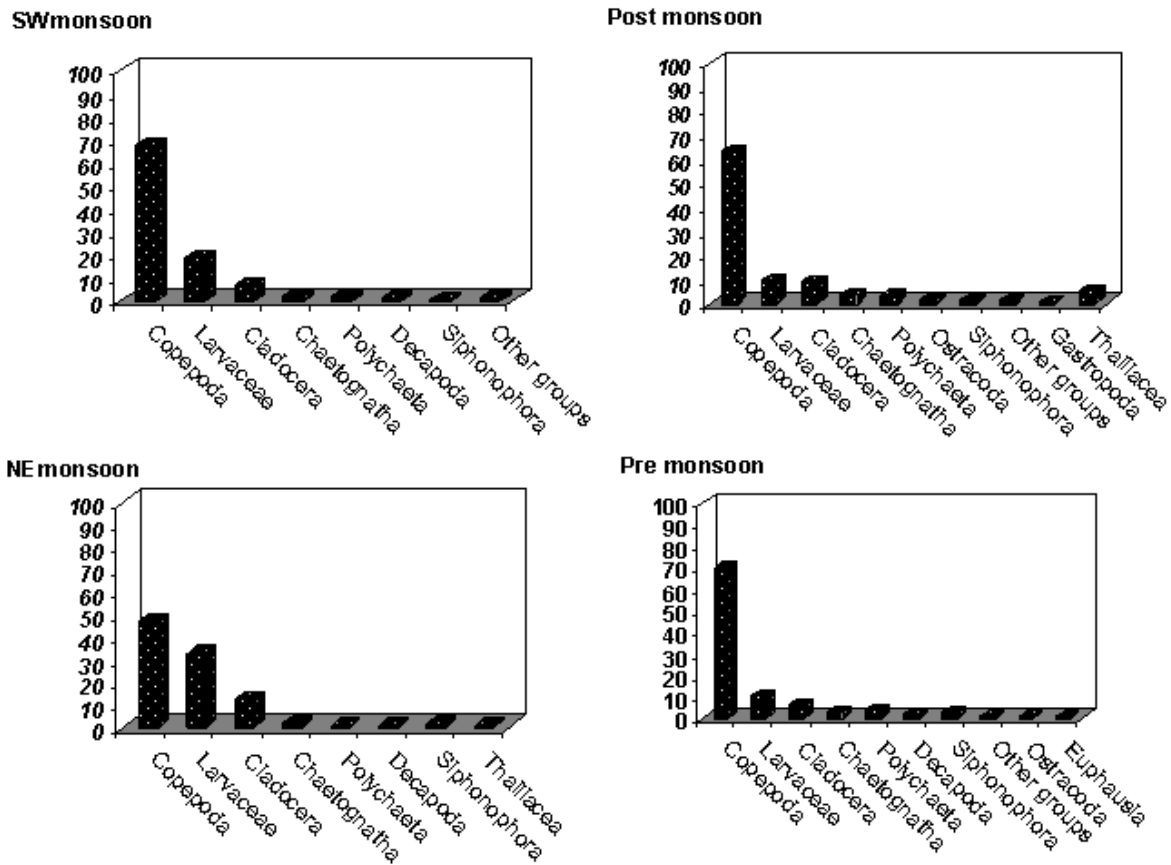 SW monsoon
100
90
80
70
60
50
40
30
20
10
0
Copepoda
Larvaceae
Cladocera
Chaetognatha
Polychaeta
Decapoda
Siphonophora
Other groups
Post monsoon
100
90
80
70
60
50
40
30
20
10
0
Copepoda
Larvaceae
Cladocera
Chaetognatha
Polychaeta
Ostracoda
Siphonophora
Other groups
Gastropoda
Thaliacea
NE monsoon
100
90
80
70
60
50
40
30
20
10
0
Copepoda
Larvaceae
Cladocera
Chaetognatha
Polychaeta
Decapoda
Siphonophora
Thaliacea
Pre monsoon
100
90
80
70
60
50
40
30
20
10
0
Copepoda
Larvaceae
Cladocera
Chaetognatha
Polychaeta
Decapoda
Siphonophora
Other groups
Ostracoda
Euphausia